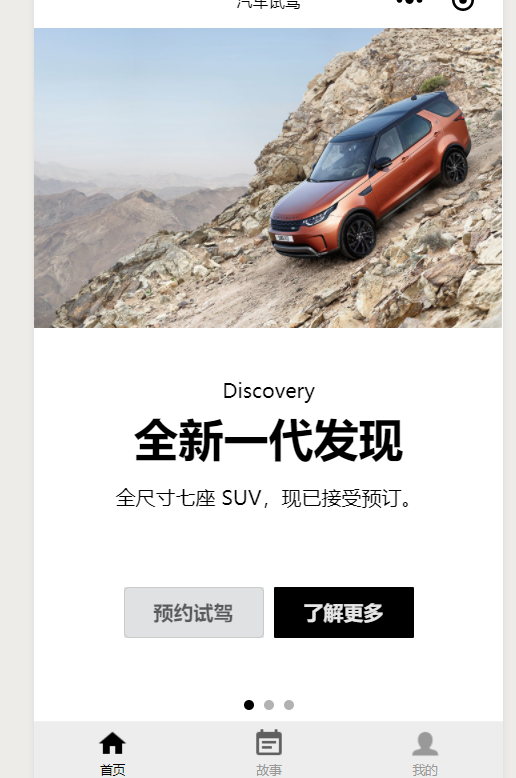 汽车试驾
Discovery
全新一代发现
全尺寸七座 SUV，现已接受预订。
预约试驾
了解更多
首页
故事
我的